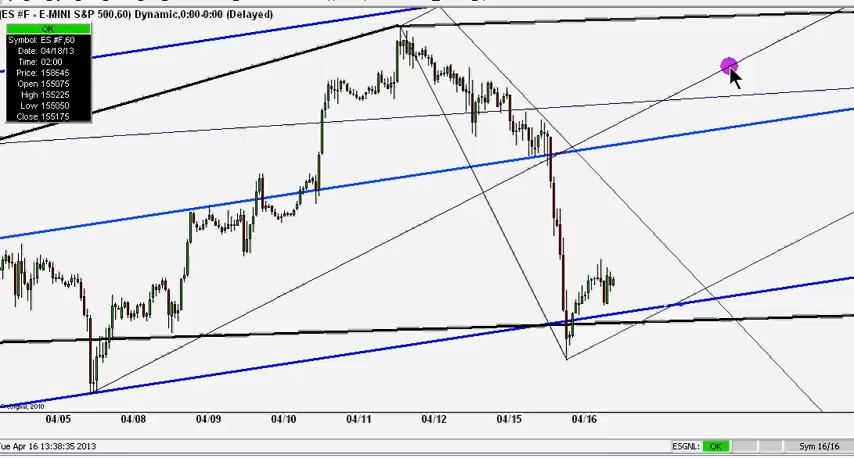 (ES #F - E-MINI S&P 500,60) Dynamic,0:00-0:00 (Delayed)
OK
Symbol: ES #F,60
Date: 04/18/13
Time: 02:00
Price: 158645
Open 155075
High 155225
Low 155050
Close 155175
04/05 04/08 04/09 04/10 04/11 04/12 04/15 04/16
ue Apr 16 13:38:35 2013
ESGNL: OK
Sym 16/16